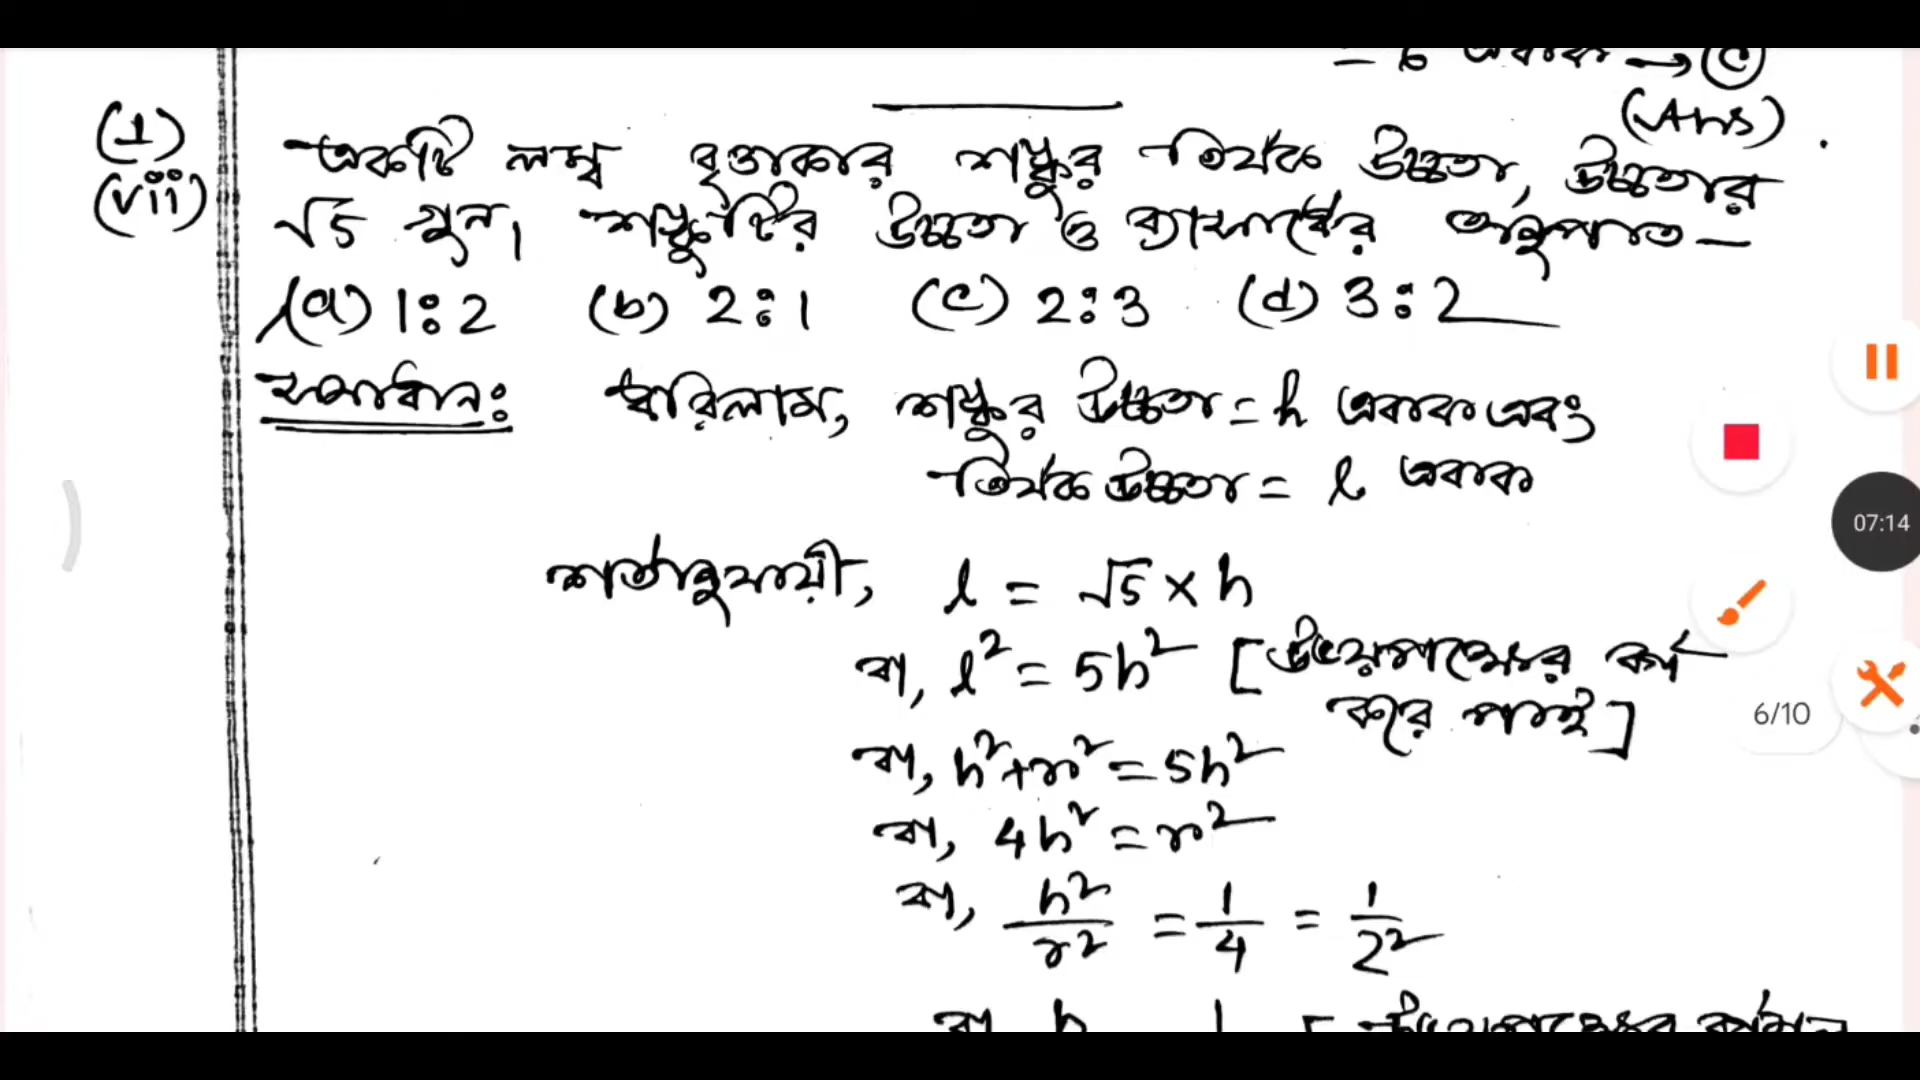 (Ans)
(1)
(vii)
একটি লম্ব বৃত্তাকার শঙ্কুর তির্যক উচ্চতা, উচ্চতার
√5 গুন। শঙ্কুটির উচ্চতা ও ব্যাসার্ধের অনুপাত—
(a) 1:2 (b) 2:1 (c) 2:3 (d) 3:2
সমাধান: ধরিলাম, শঙ্কুর উচ্চতা = h একক এবং
তির্যক উচ্চতা = l একক
শর্তানুযায়ী, l = √5 × h
বা, l² = 5h² [উভয়পক্ষের বর্গ
করে পাই]
বা, h²+r² = 5h²
বা, 4h² = r²
বা, h²/r² = 1/4 = 1/2²
07:14
6/10